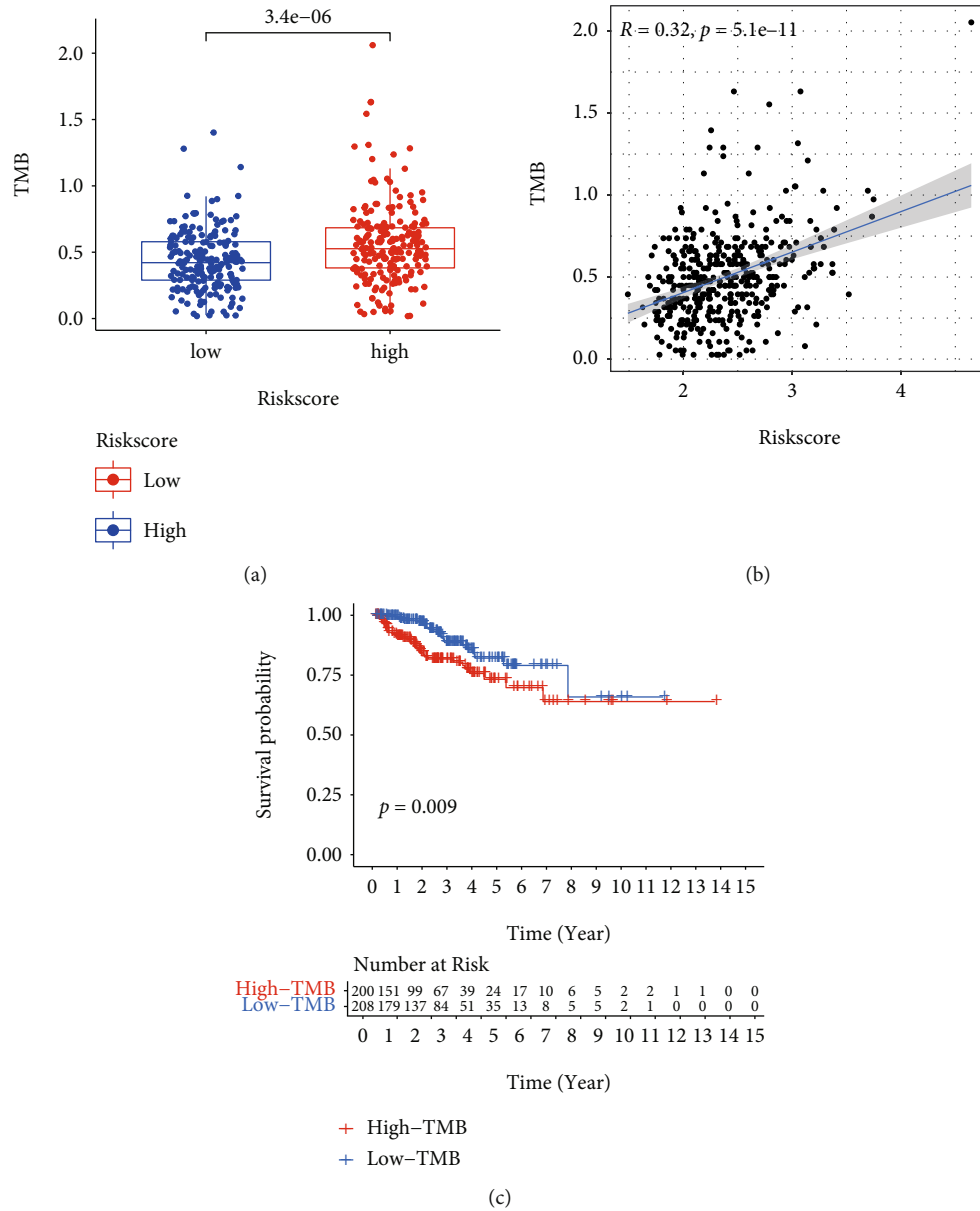 3.4e−06
2.0
1.5
1.0
0.5
0.0
TMB
low high
Riskscore
Riskscore
Low
High
(a)
R = 0.32, p = 5.1e−11
2.0
1.5
1.0
0.5
0.0
TMB
2 3 4
Riskscore
(b)
1.00
0.75
0.50
0.25
0.00
Survival probability
p = 0.009
0 1 2 3 4 5 6 7 8 9 10 11 12 13 14 15
Time (Year)
Number at Risk
High−TMB 200 151 99 67 39 24 17 10 6 5 2 2 1 1 0 0
Low−TMB 208 179 137 84 51 35 13 8 5 5 2 1 0 0 0 0
0 1 2 3 4 5 6 7 8 9 10 11 12 13 14 15
Time (Year)
High−TMB
Low−TMB
(c)